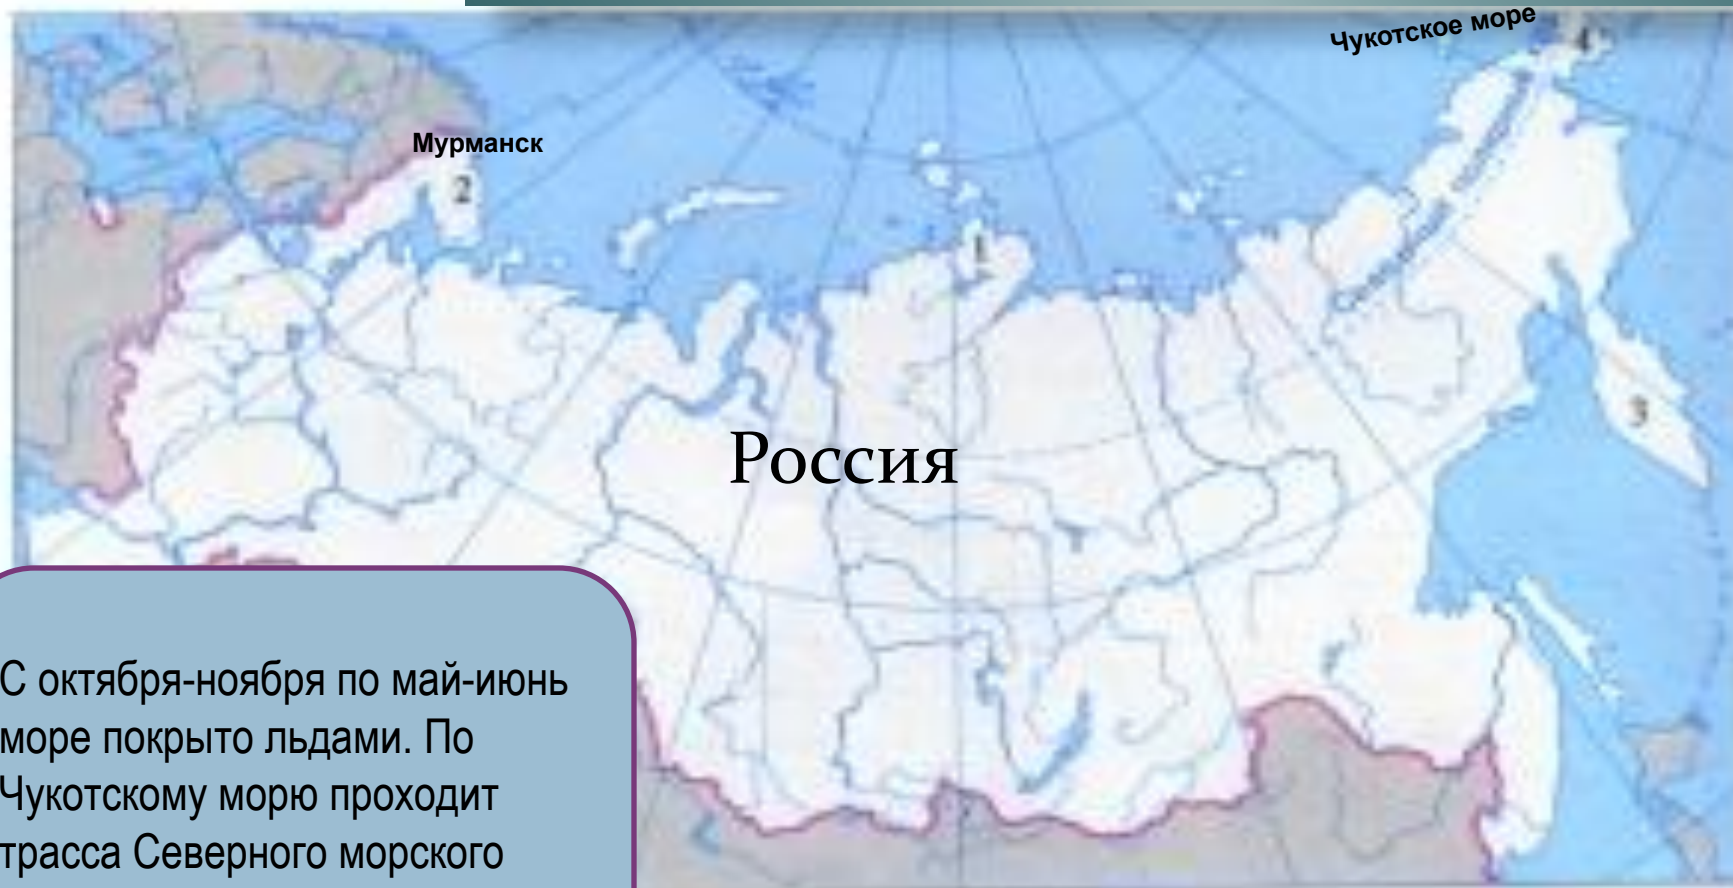 Чукотское море
4
Мурманск
2
1
Россия
3
С октября-ноября по май-июнь
море покрыто льдами. По
Чукотскому морю проходит
трасса Северного морского